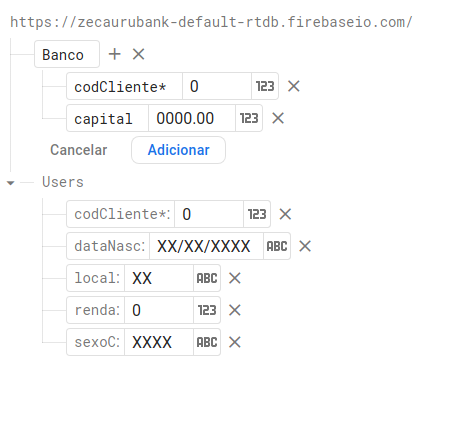 https://zecaurubank-default-rtdb.firebaseio.com/
Banco + ×
codCliente* 0 123 ×
capital 0000.00 123 ×
Cancelar Adicionar
Users
codCliente*: 0 123 ×
dataNasc: XX/XX/XXXX ABC ×
local: XX ABC ×
renda: 0 123 ×
sexoC: XXXX ABC ×